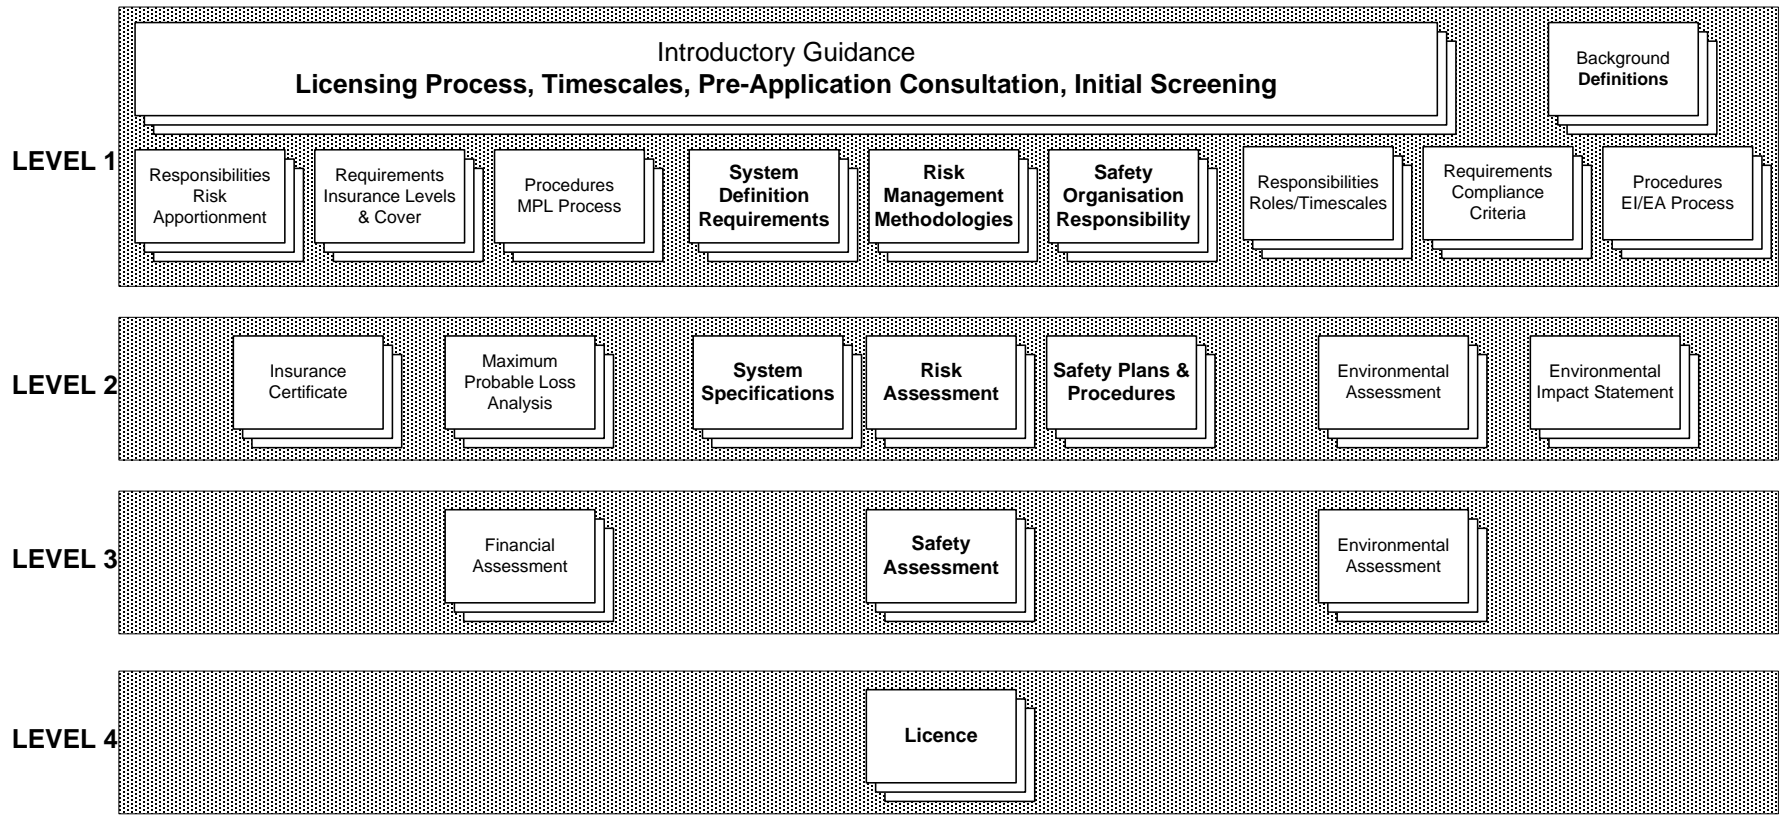 Introductory Guidance
Licensing Process, Timescales, Pre-Application Consultation, Initial Screening
Background
Definitions
LEVEL 1
Responsibilities
Risk
Apportionment
Requirements
Insurance Levels
& Cover
Procedures
MPL Process
System
Definition
Requirements
Risk
Management
Methodologies
Safety
Organisation
Responsibility
Responsibilities
Roles/Timescales
Requirements
Compliance
Criteria
Procedures
EI/EA Process
LEVEL 2
Insurance
Certificate
Maximum
Probable Loss
Analysis
System
Specifications
Risk
Assessment
Safety Plans &
Procedures
Environmental
Assessment
Environmental
Impact Statement
LEVEL 3
Financial
Assessment
Safety
Assessment
Environmental
Assessment
LEVEL 4
Licence